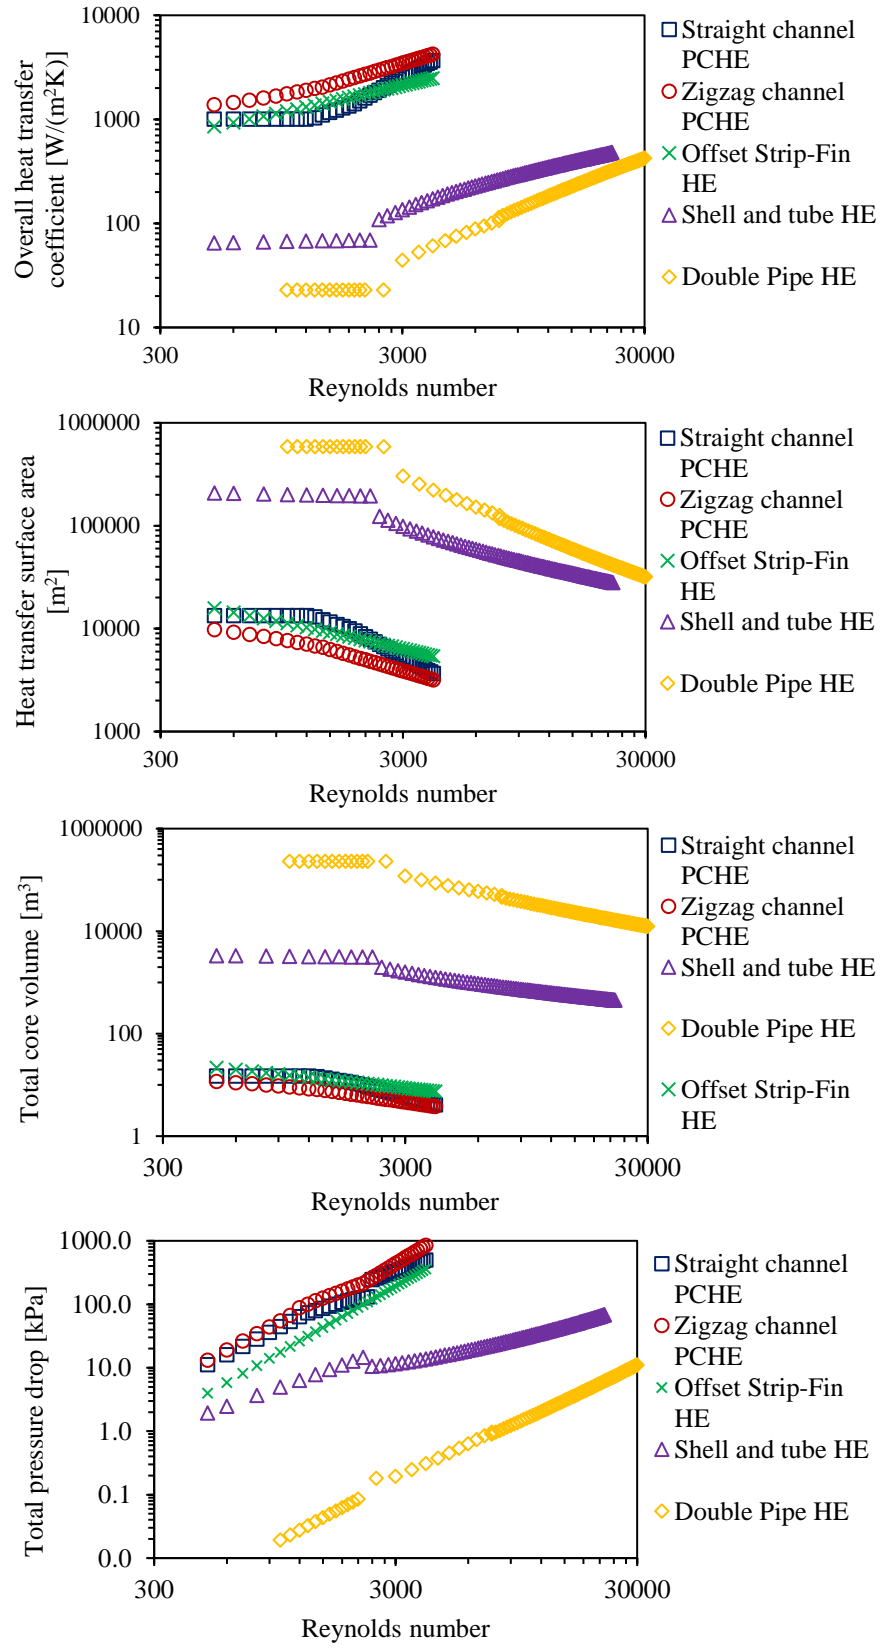 Overall heat transfer
coefficient [W/(m²K)]
10000
1000
100
10
300
3000
30000
Reynolds number
Straight channel
PCHE
Zigzag channel
PCHE
Offset Strip-Fin
HE
Shell and tube HE
Double Pipe HE
Heat transfer surface area
[m²]
1000000
100000
10000
1000
300
3000
30000
Reynolds number
Straight channel
PCHE
Zigzag channel
PCHE
Offset Strip-Fin
HE
Shell and tube HE
Double Pipe HE
Total core volume [m³]
1000000
10000
100
1
300
3000
30000
Reynolds number
Straight channel
PCHE
Zigzag channel
PCHE
Shell and tube HE
Double Pipe HE
Offset Strip-Fin
HE
Total pressure drop [kPa]
1000.0
100.0
10.0
1.0
0.1
0.0
300
3000
30000
Reynolds number
Straight channel
PCHE
Zigzag channel
PCHE
Offset Strip-Fin
HE
Shell and tube HE
Double Pipe HE